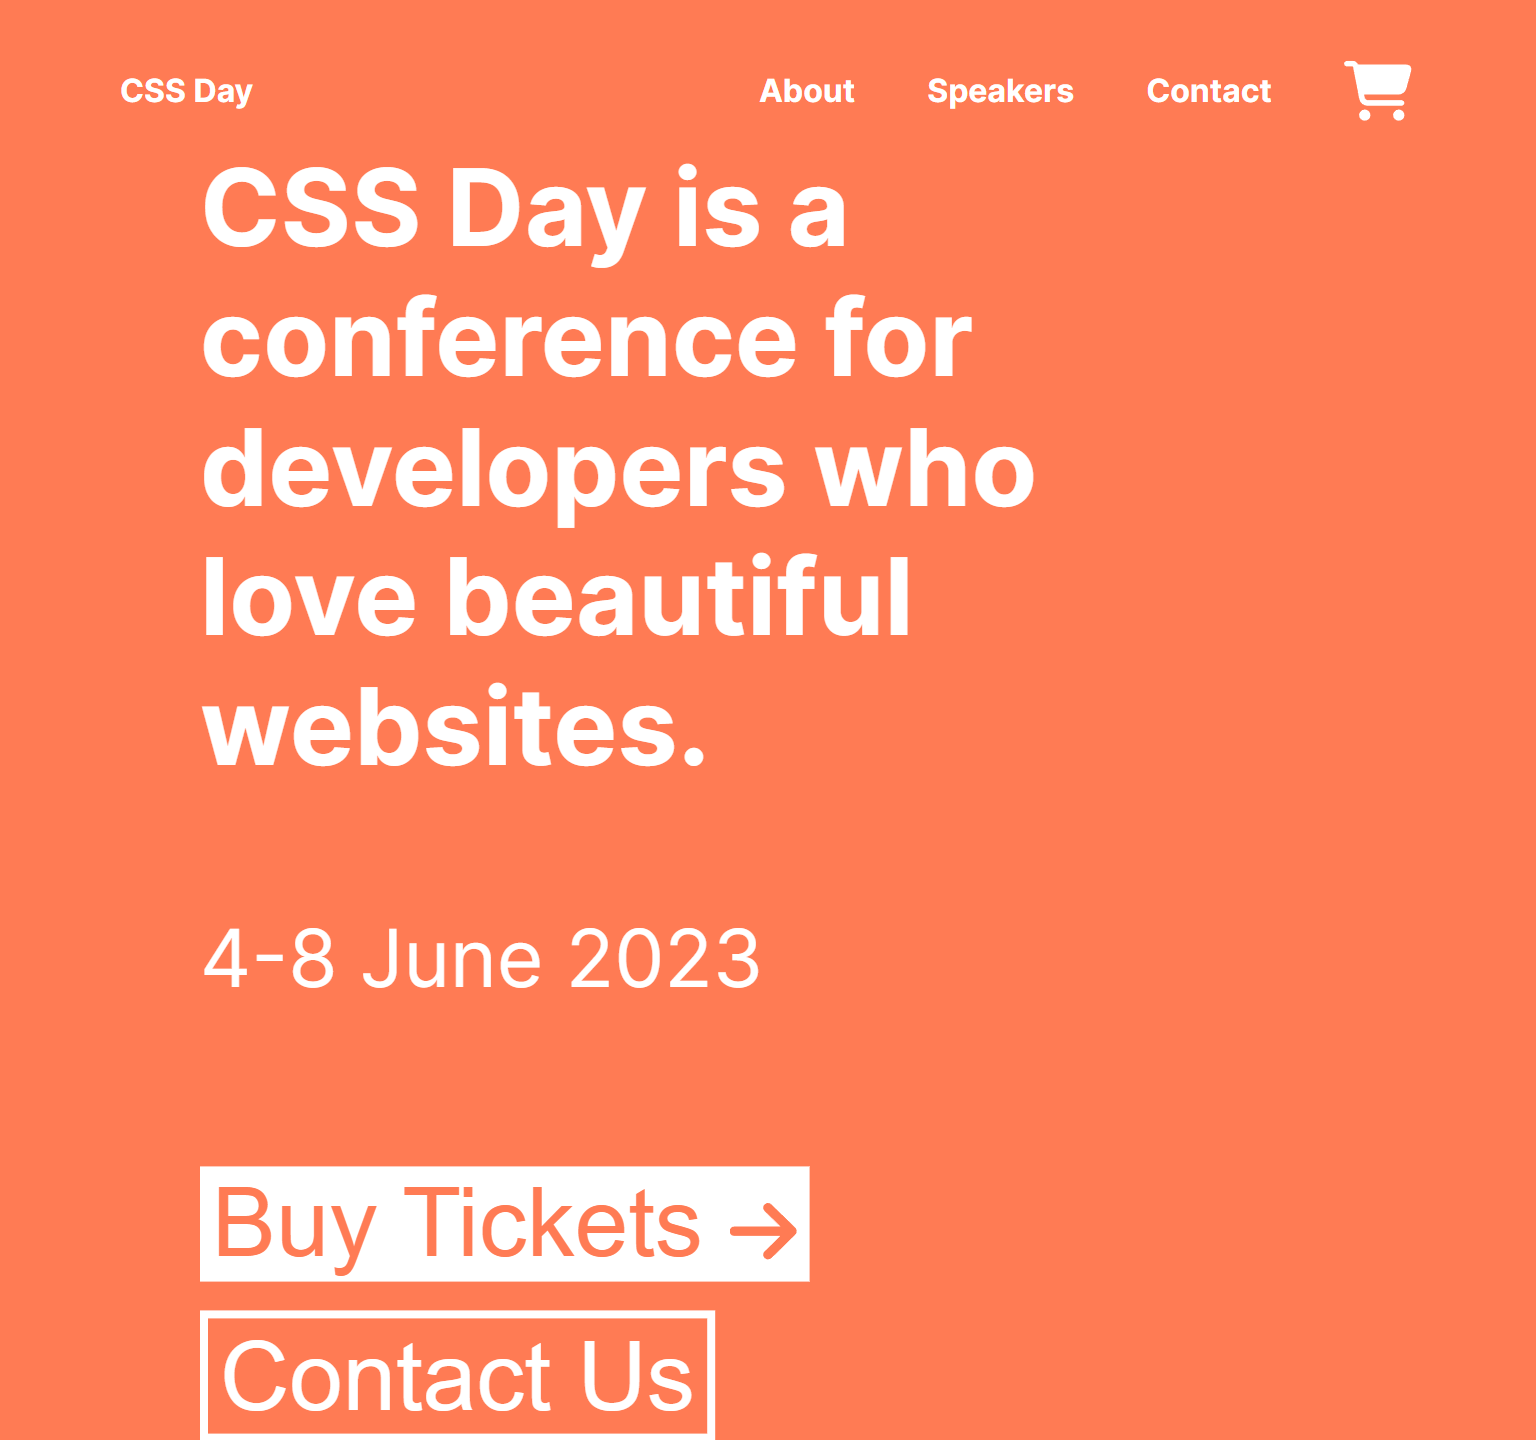 CSS Day
About
Speakers
Contact
CSS Day is a
conference for
developers who
love beautiful
websites.
4-8 June 2023
Buy Tickets
Contact Us